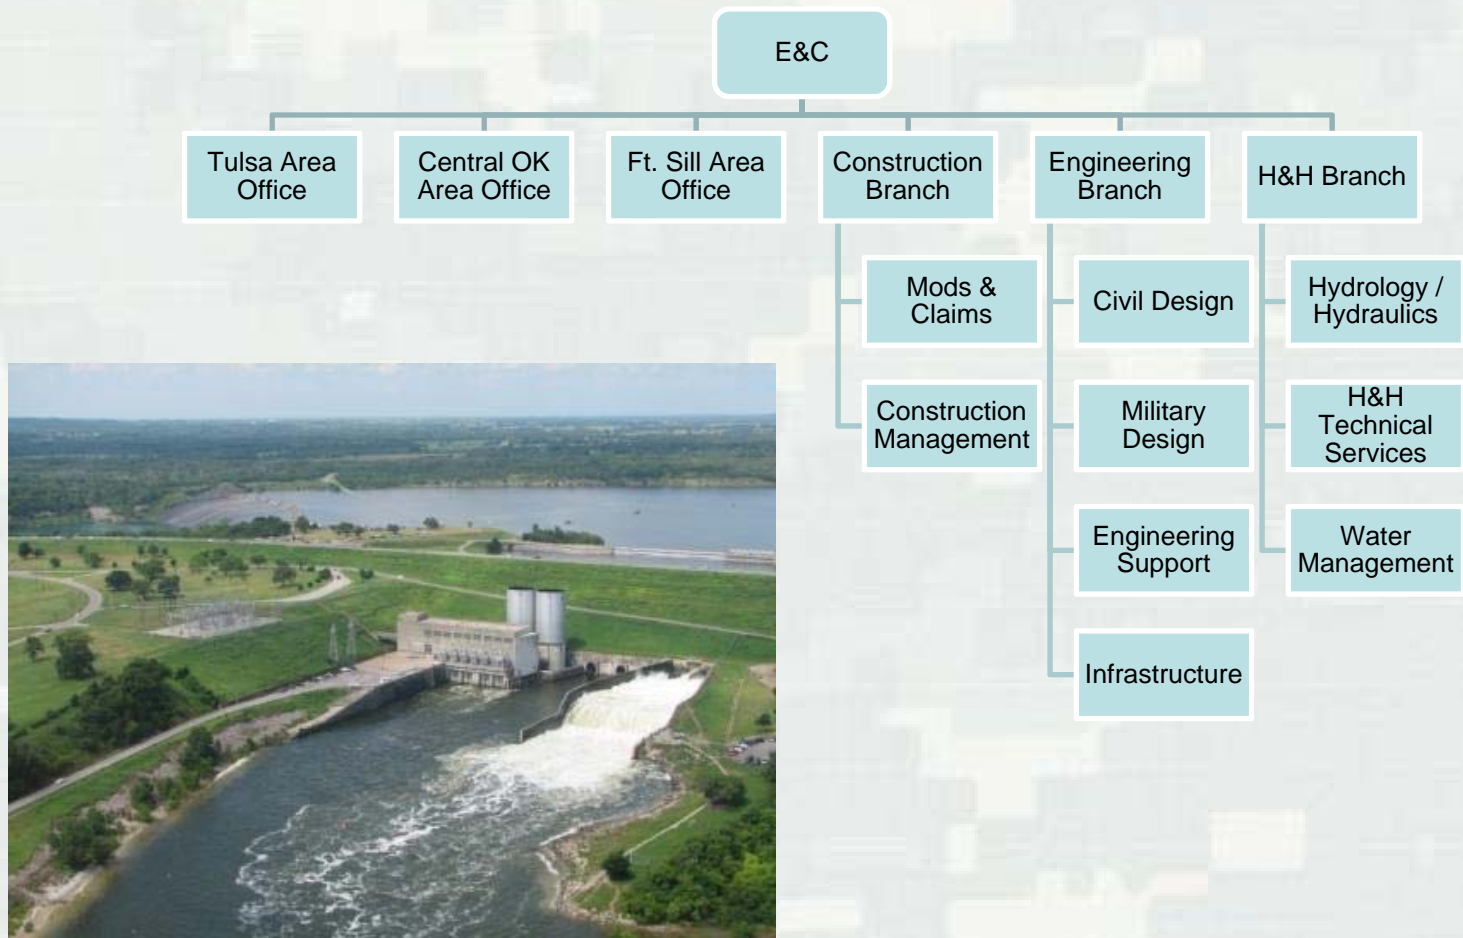 E&C
Tulsa Area
Office
Central OK
Area Office
Ft. Sill Area
Office
Construction
Branch
Engineering
Branch
H&H Branch
Mods &
Claims
Construction
Management
Civil Design
Military
Design
Engineering
Support
Infrastructure
Hydrology /
Hydraulics
H&H
Technical
Services
Water
Management